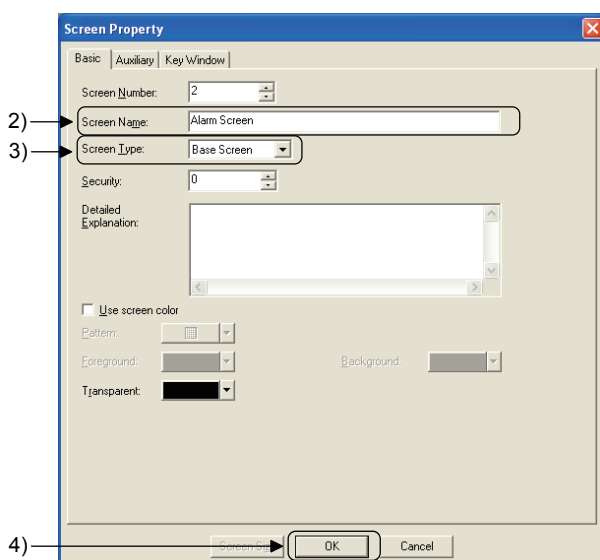 Screen Property
Basic Auxiliary Key Window
Screen Number: 2
2) Screen Name: Alarm Screen
3) Screen Type: Base Screen
Security: 0
Detailed
Explanation:
Use screen color
Pattern:
Foreground: Background:
Transparent:
4) Screen OK Cancel